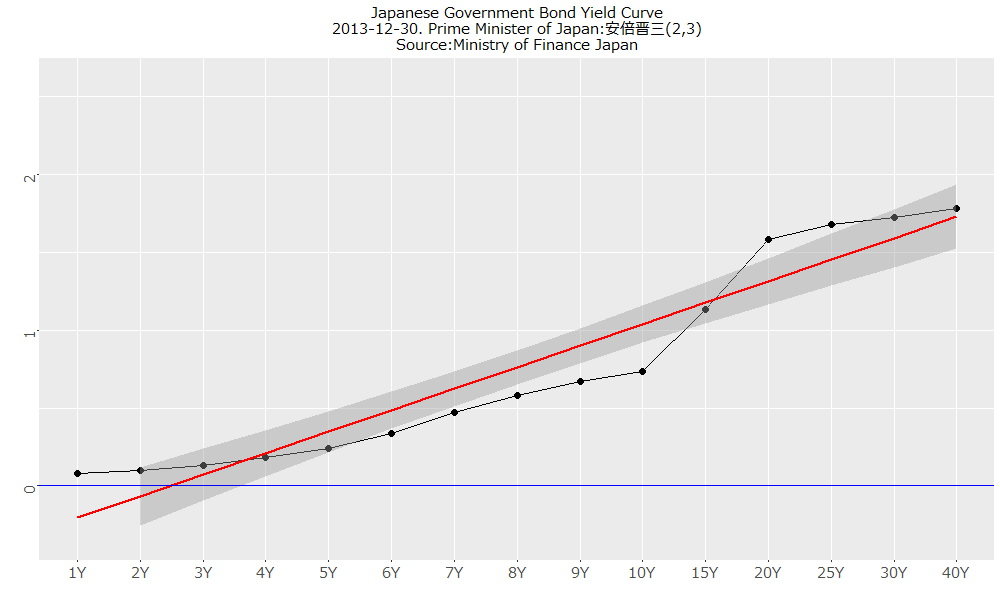 Japanese Government Bond Yield Curve
2013-12-30. Prime Minister of Japan:安倍晋三(2,3)
Source:Ministry of Finance Japan
2
1
0
1Y 2Y 3Y 4Y 5Y 6Y 7Y 8Y 9Y 10Y 15Y 20Y 25Y 30Y 40Y